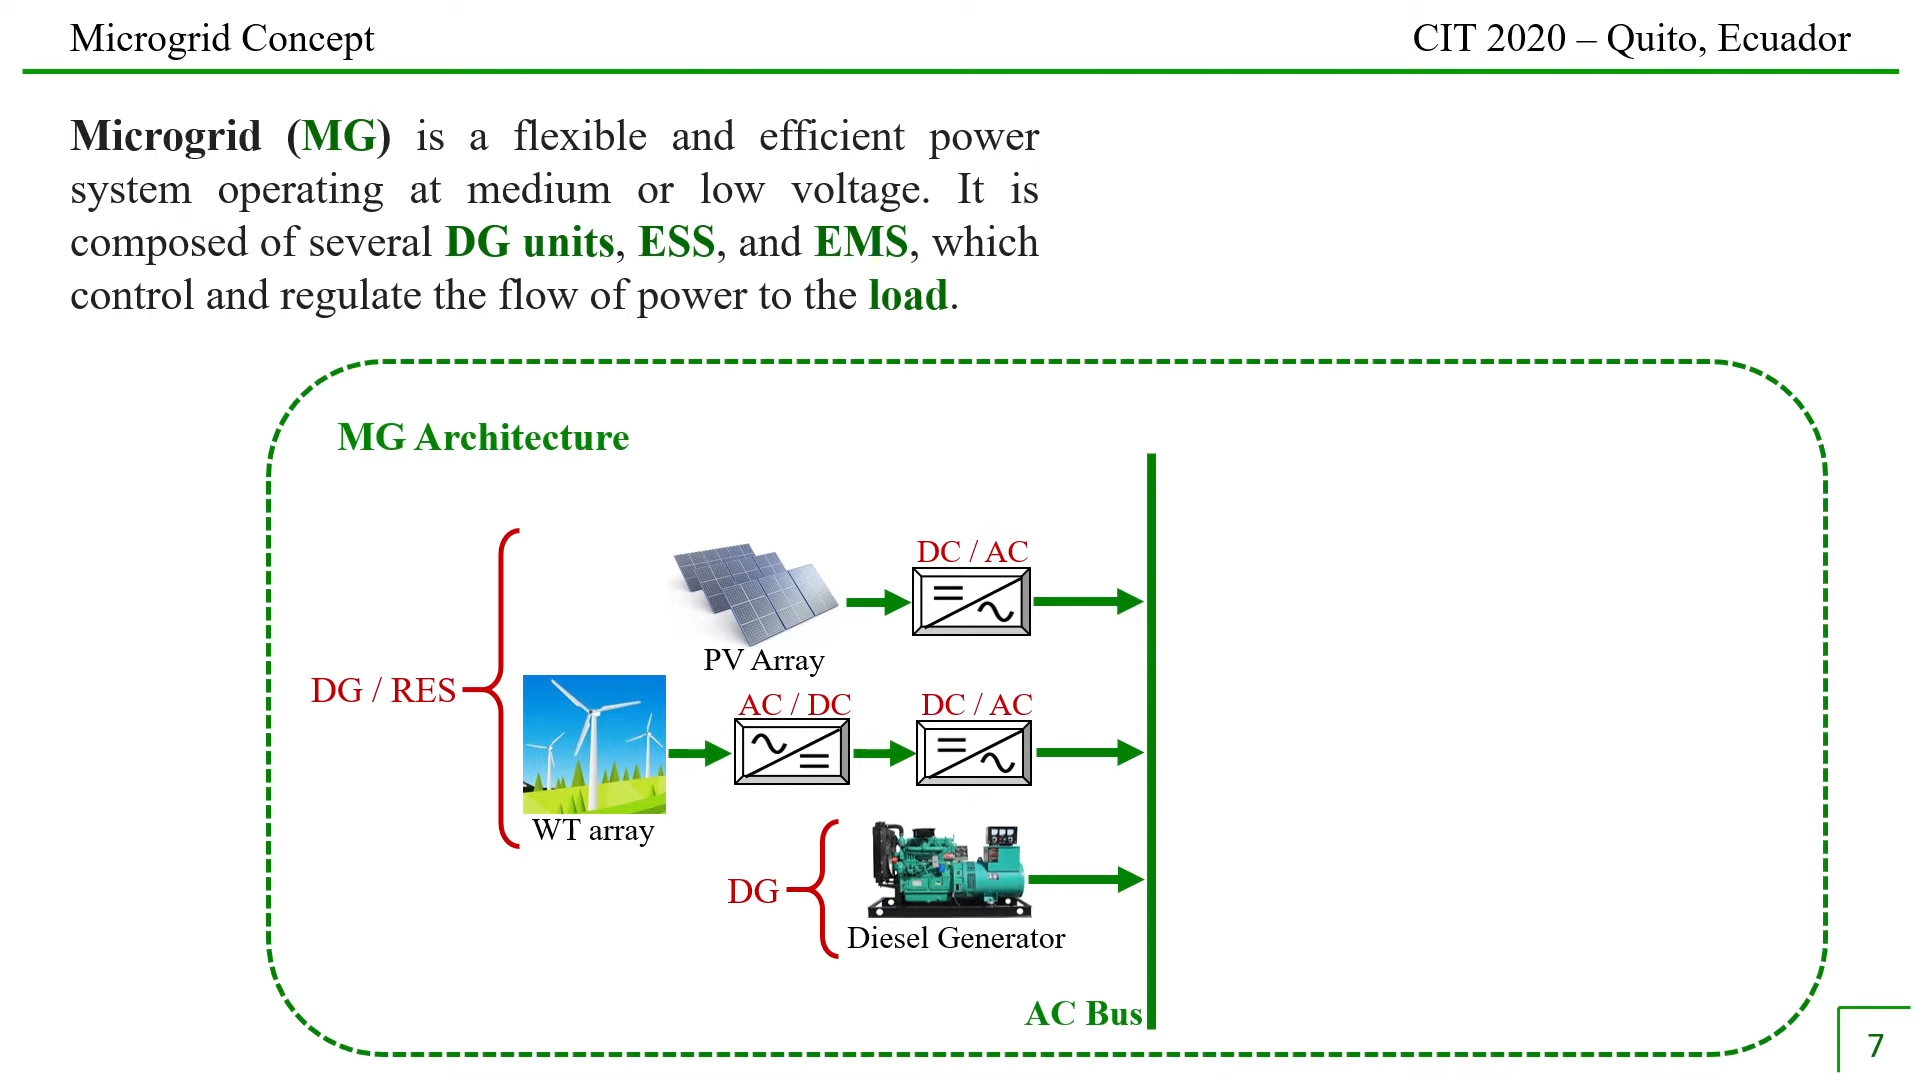 Microgrid Concept
CIT 2020 – Quito, Ecuador
Microgrid (MG) is a flexible and efficient power
system operating at medium or low voltage. It is
composed of several DG units, ESS, and EMS, which
control and regulate the flow of power to the load.
MG Architecture
DC / AC
PV Array
DG / RES
AC / DC
DC / AC
WT array
DG
Diesel Generator
AC Bus
7